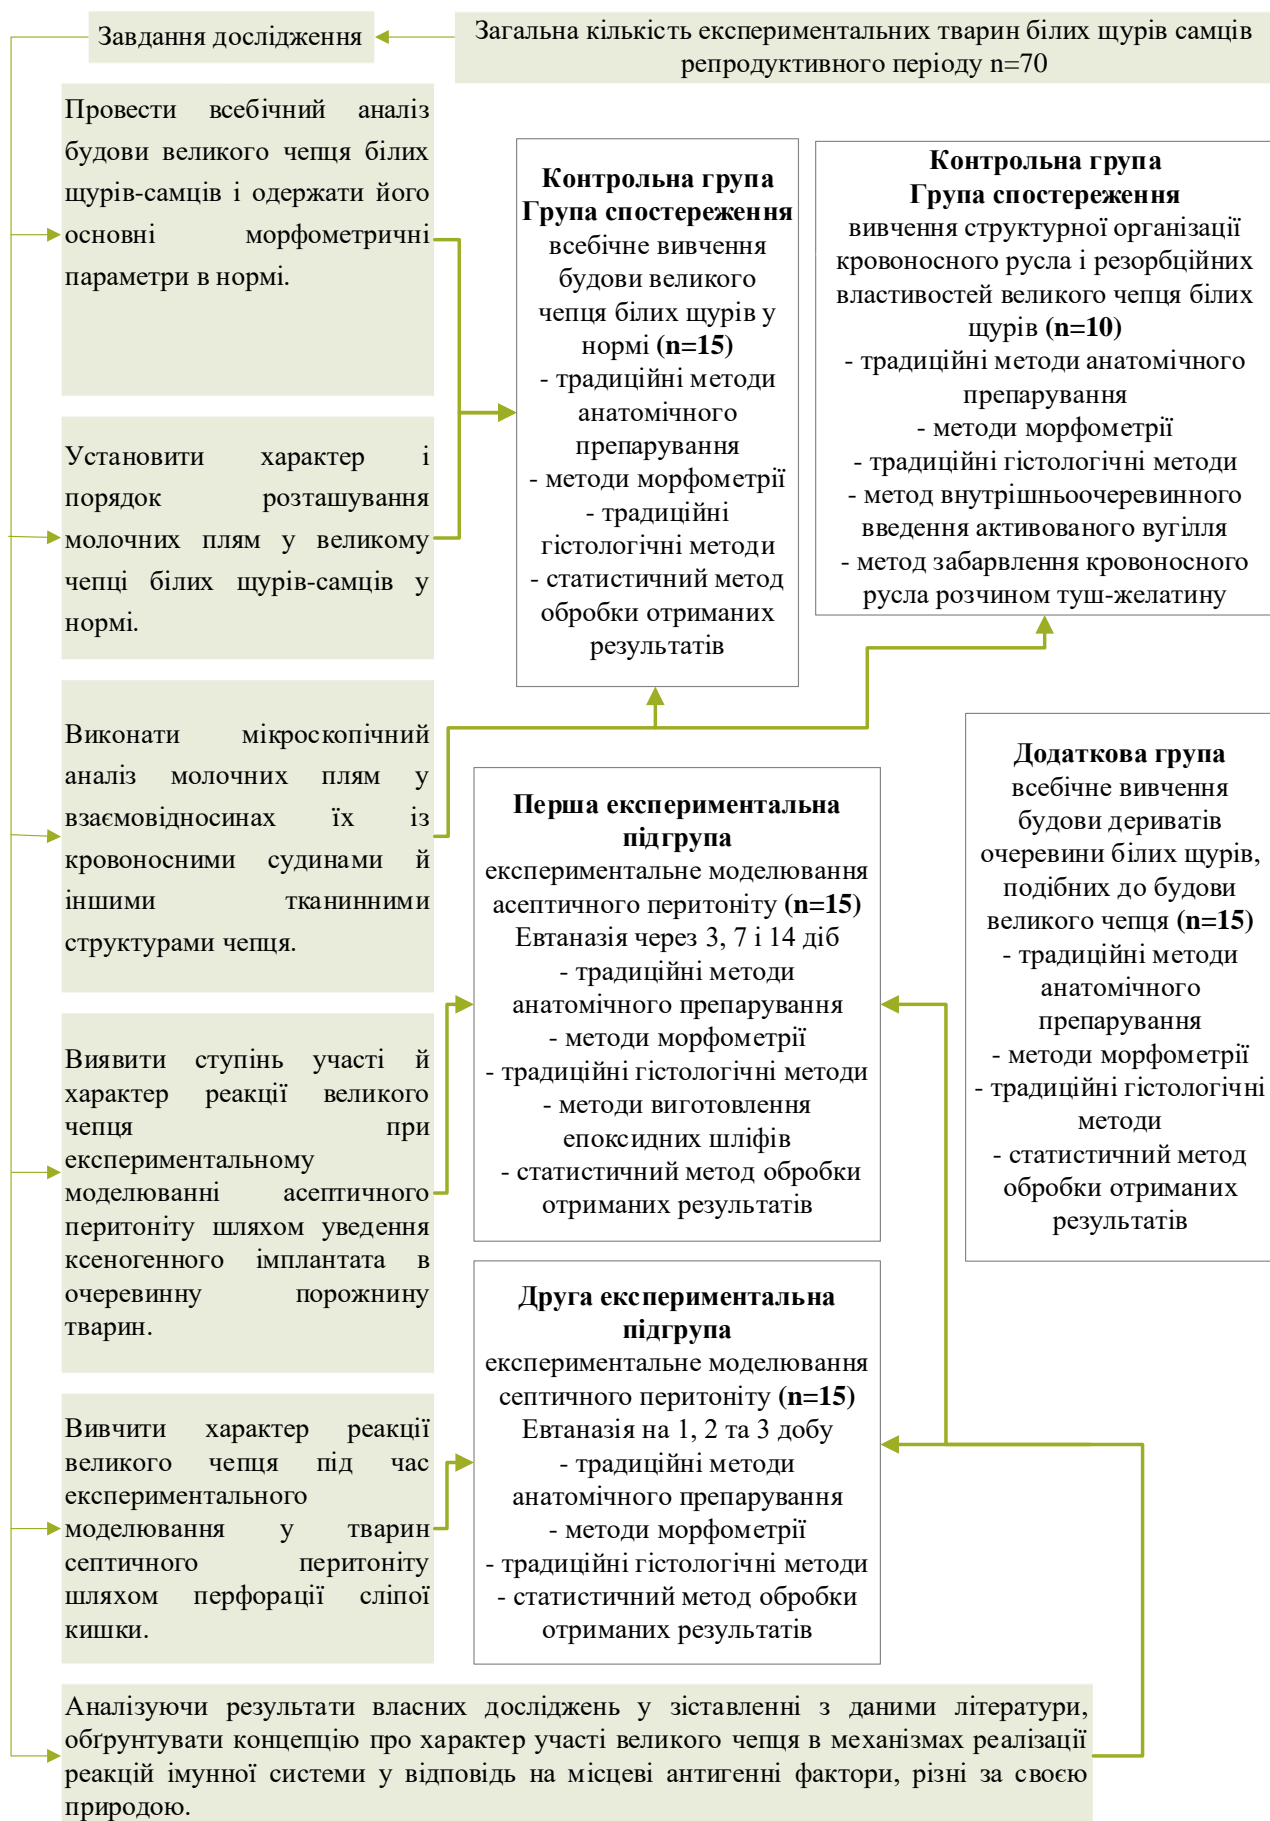 Завдання дослідження
Загальна кількість експериментальних тварин білих щурів самців
репродуктивного періоду n=70
Провести всебічний аналіз
будови великого чепця білих
щурів-самців і одержати його
основні морфометричні
параметри в нормі.
Установити характер і
порядок розташування
молочних плям у великому
чепці білих щурів-самців у
нормі.
Виконати мікроскопічний
аналіз молочних плям у
взаємовідносинах їх із
кровоносними судинами й
іншими тканинними
структурами чепця.
Виявити ступінь участі й
характер реакції великого
чепця при
експериментальному
моделюванні асептичного
перитоніту шляхом уведення
ксеногенного імплантата в
очеревинну порожнину
тварин.
Вивчити характер реакції
великого чепця під час
експериментального
моделювання у тварин
септичного перитоніту
шляхом перфорації сліпої
кишки.
Контрольна група
Група спостереження
всебічне вивчення
будови великого
чепця білих щурів у
нормі (n=15)
- традиційні методи
анатомічного
препарування
- методи морфометрії
- традиційні
гістологічні методи
- статистичний метод
обробки отриманих
результатів
Контрольна група
Група спостереження
вивчення структурної організації
кровоносного русла і резорбційних
властивостей великого чепця білих
щурів (n=10)
- традиційні методи анатомічного
препарування
- методи морфометрії
- традиційні гістологічні методи
- метод внутрішньоочеревинного
введення активованого вугілля
- метод забарвлення кровоносного
русла розчином туш-желатину
Перша експериментальна
підгрупа
експериментальне моделювання
асептичного перитоніту (n=15)
Евтаназія через 3, 7 і 14 діб
- традиційні методи
анатомічного препарування
- методи морфометрії
- традиційні гістологічні методи
- методи виготовлення
епоксидних шліфів
- статистичний метод обробки
отриманих результатів
Додаткова група
всебічне вивчення
будови дериватів
очеревини білих щурів,
подібних до будови
великого чепця (n=15)
- традиційні методи
анатомічного
препарування
- методи морфометрії
- традиційні гістологічні
методи
- статистичний метод
обробки отриманих
результатів
Друга експериментальна
підгрупа
експериментальне моделювання
септичного перитоніту (n=15)
Евтаназія на 1, 2 та 3 добу
- традиційні методи
анатомічного препарування
- методи морфометрії
- традиційні гістологічні методи
- статистичний метод обробки
отриманих результатів
Аналізуючи результати власних досліджень у зіставленні з даними літератури,
обґрунтувати концепцію про характер участі великого чепця в механізмах реалізації
реакцій імунної системи у відповідь на місцеві антигенні фактори, різні за своєю
природою.